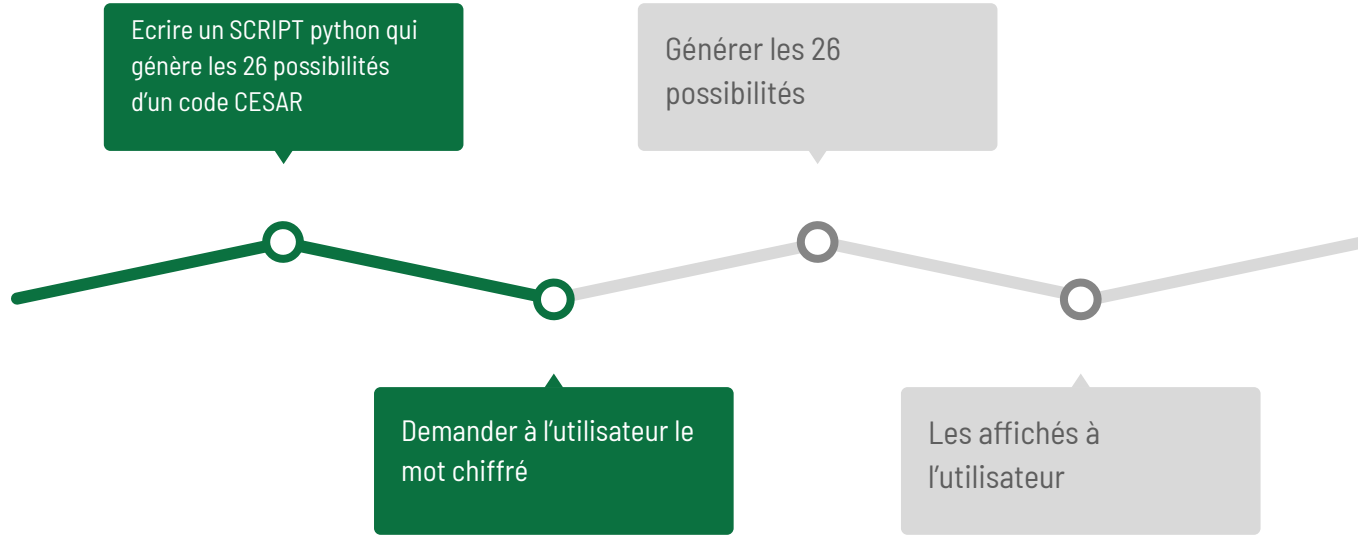 Ecrire un SCRIPT python qui
génère les 26 possibilités
d’un code CESAR
Demander à l’utilisateur le
mot chiffré
Générer les 26
possibilités
Les affichés à
l’utilisateur